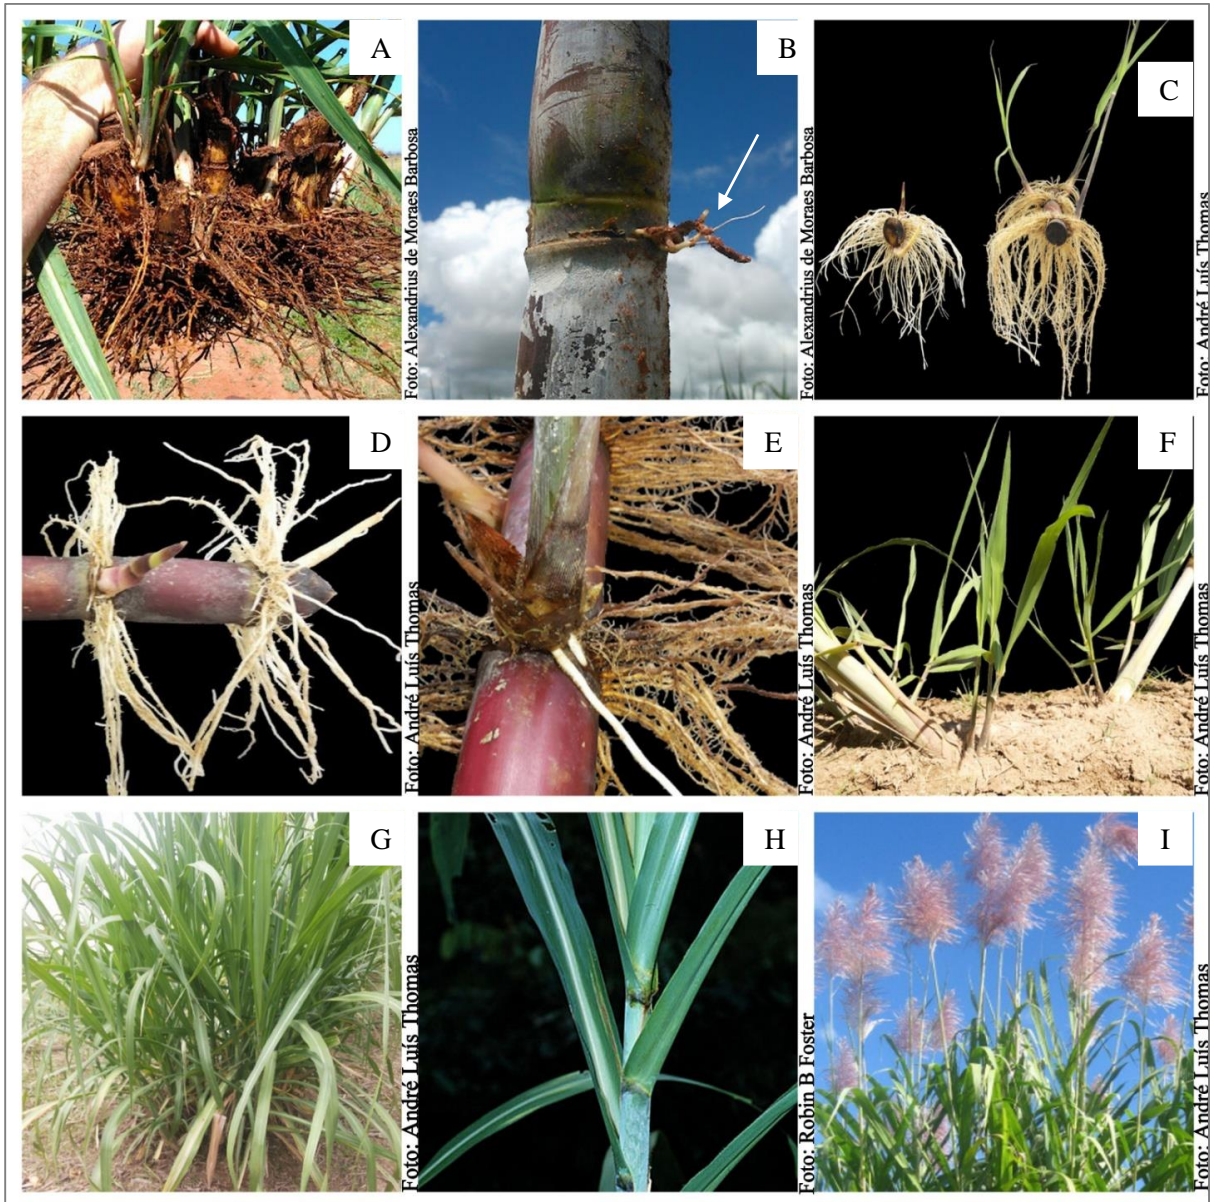 A
Foto: Alexandrius de Moraes Barbosa
B
Foto: Alexandrius de Moraes Barbosa
C
Foto: André Luís Thomas
D
Foto: André Luís Thomas
E
Foto: André Luís Thomas
F
Foto: André Luís Thomas
G
Foto: André Luís Thomas
H
Foto: Robin B Foster
I
Foto: André Luís Thomas